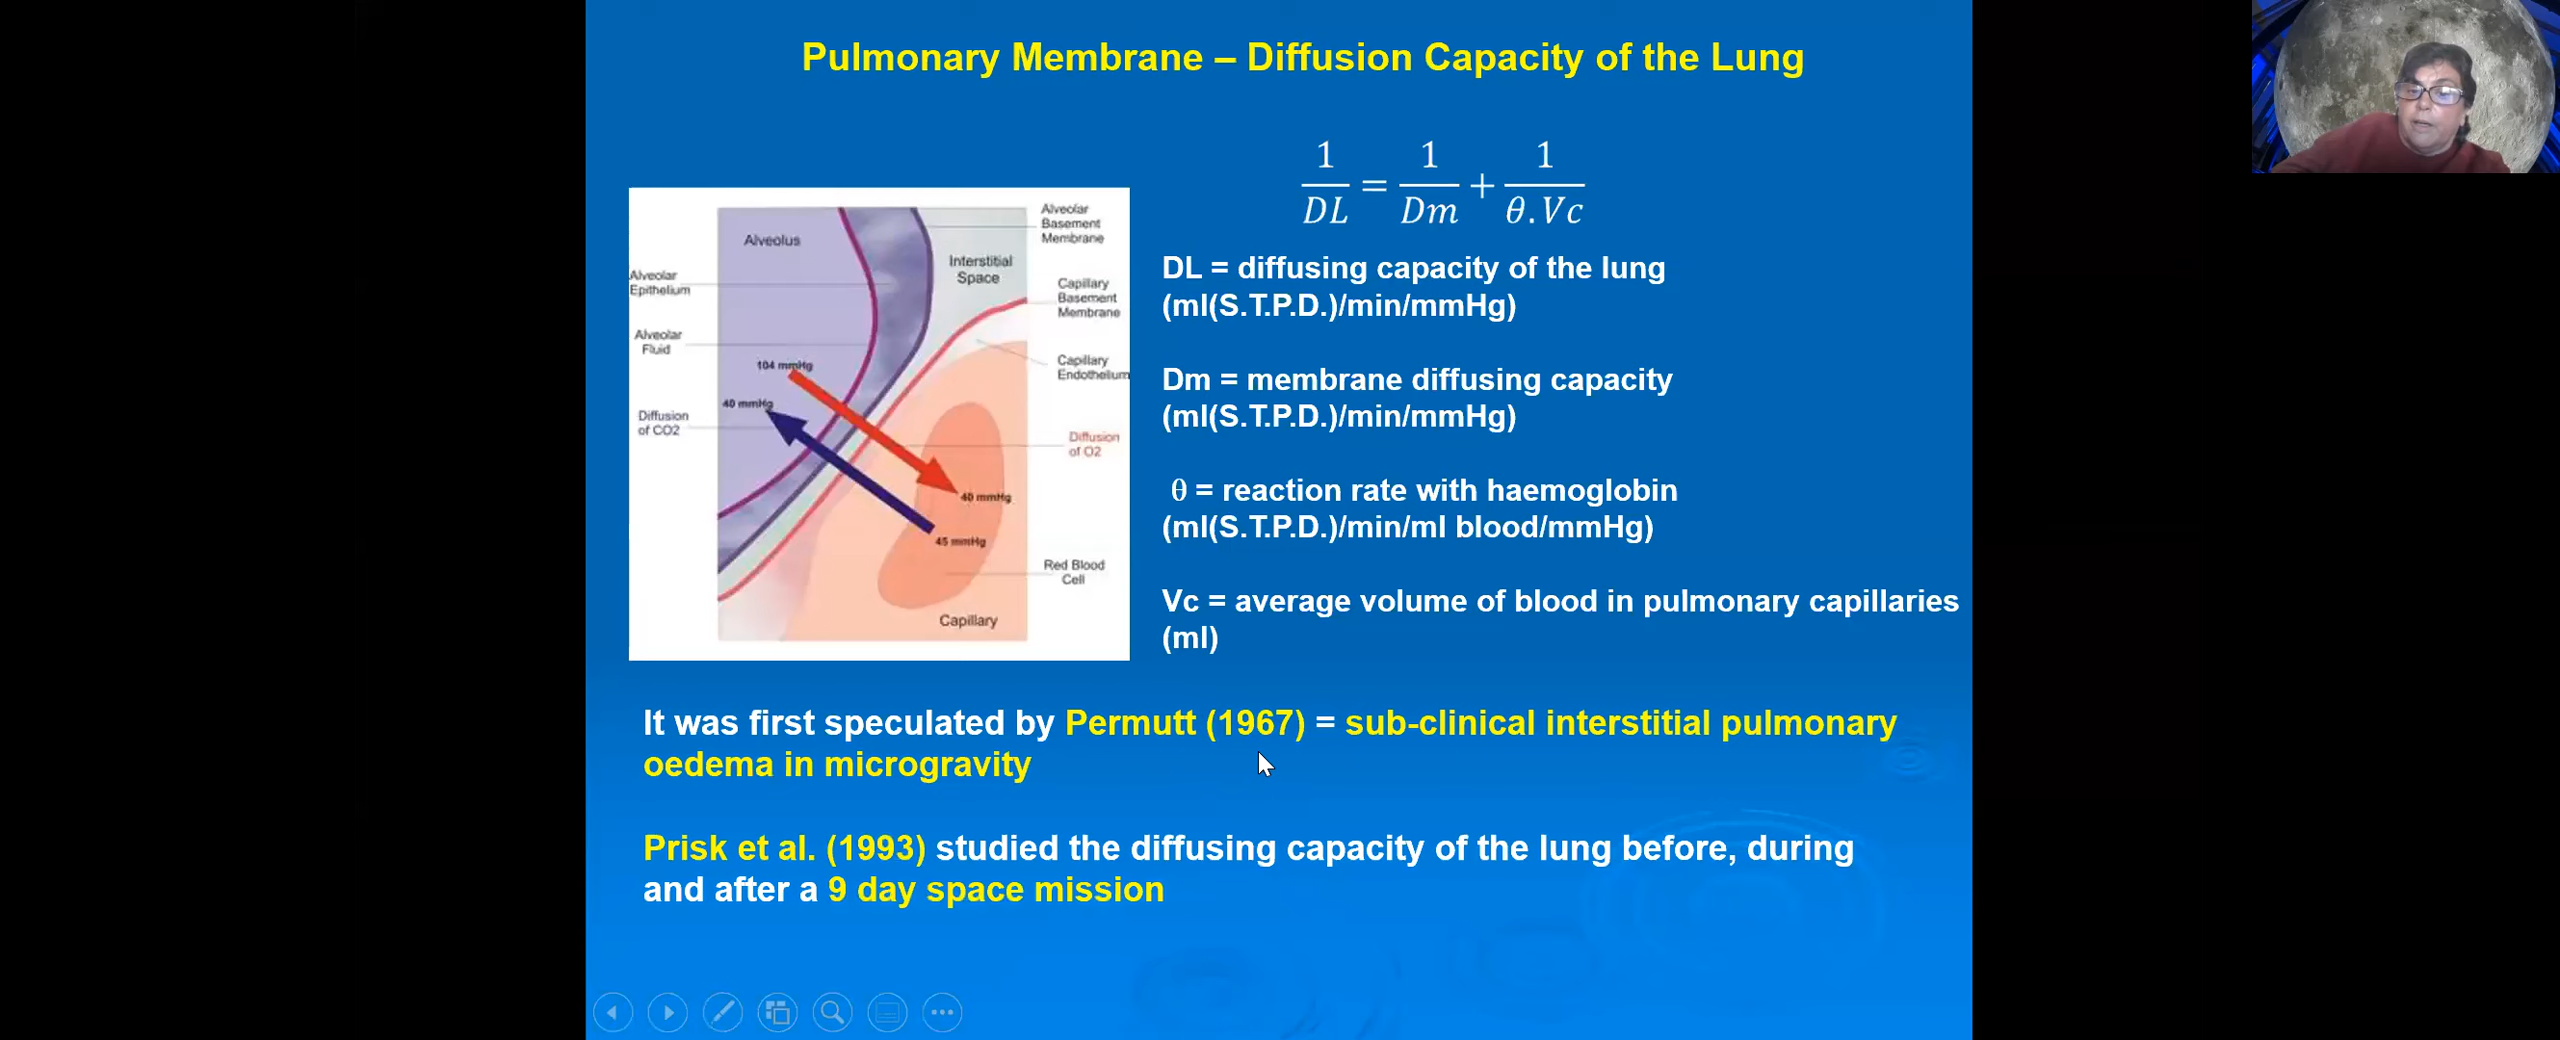 Pulmonary Membrane – Diffusion Capacity of the Lung
1/DL = 1/Dm + 1/θ.Vc
Alveolus
Alveolar
Basement
Membrane
Interstitial
Space
Alveolar
Epithelium
Capillary
Basement
Membrane
Alveolar
Fluid
104 mmHg
Capillary
Endothelium
40 mmHg
Diffusion
of CO2
Diffusion
of O2
40 mmHg
45 mmHg
Red Blood
Cell
Capillary
DL = diffusing capacity of the lung
(ml(S.T.P.D.)/min/mmHg)
Dm = membrane diffusing capacity
(ml(S.T.P.D.)/min/mmHg)
θ = reaction rate with haemoglobin
(ml(S.T.P.D.)/min/ml blood/mmHg)
Vc = average volume of blood in pulmonary capillaries
(ml)
It was first speculated by Permutt (1967) = sub-clinical interstitial pulmonary
oedema in microgravity
Prisk et al. (1993) studied the diffusing capacity of the lung before, during
and after a 9 day space mission